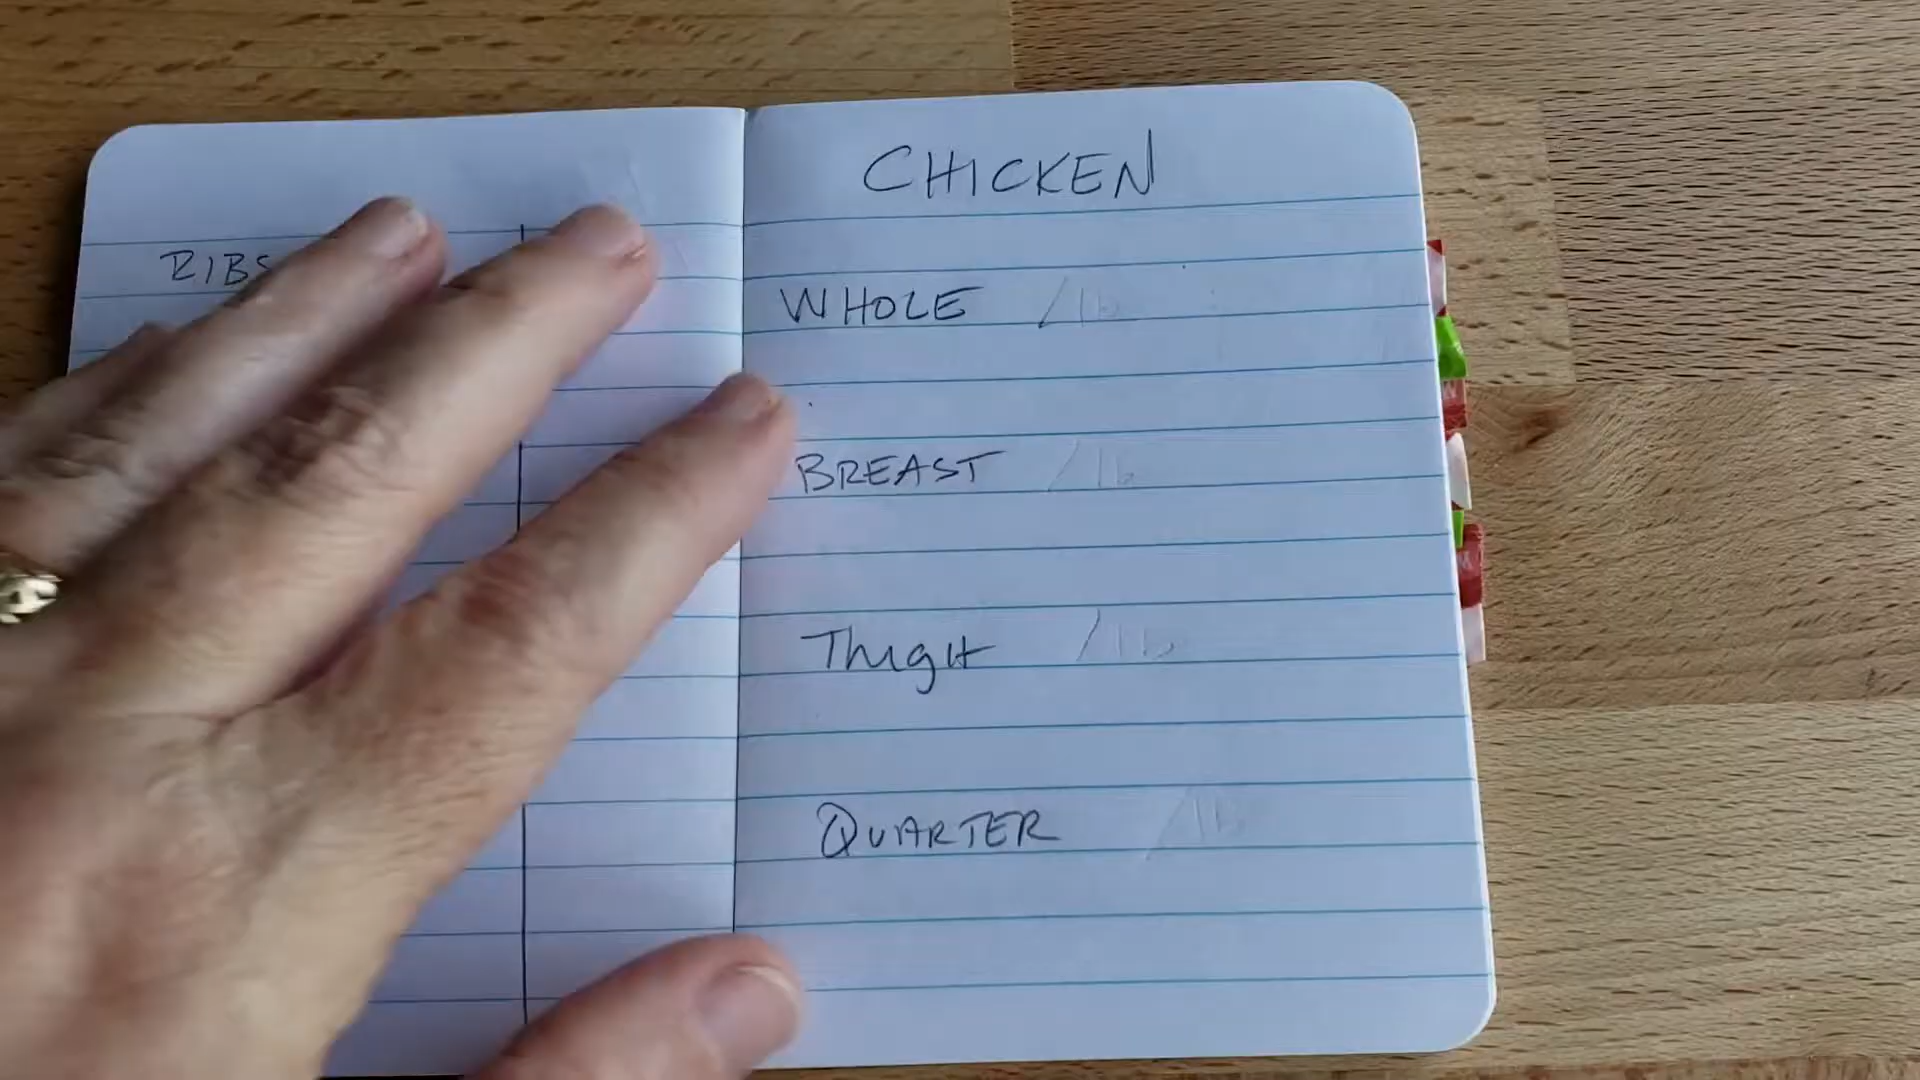 RIBS
CHICKEN
WHOLE /lb
BREAST /lb
THIGH /lb
QUARTER /lb